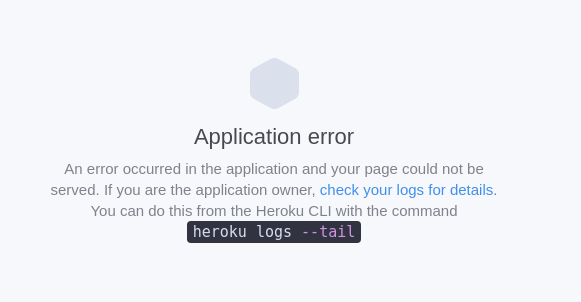 Application error
An error occurred in the application and your page could not be
served. If you are the application owner, check your logs for details.
You can do this from the Heroku CLI with the command
heroku logs --tail